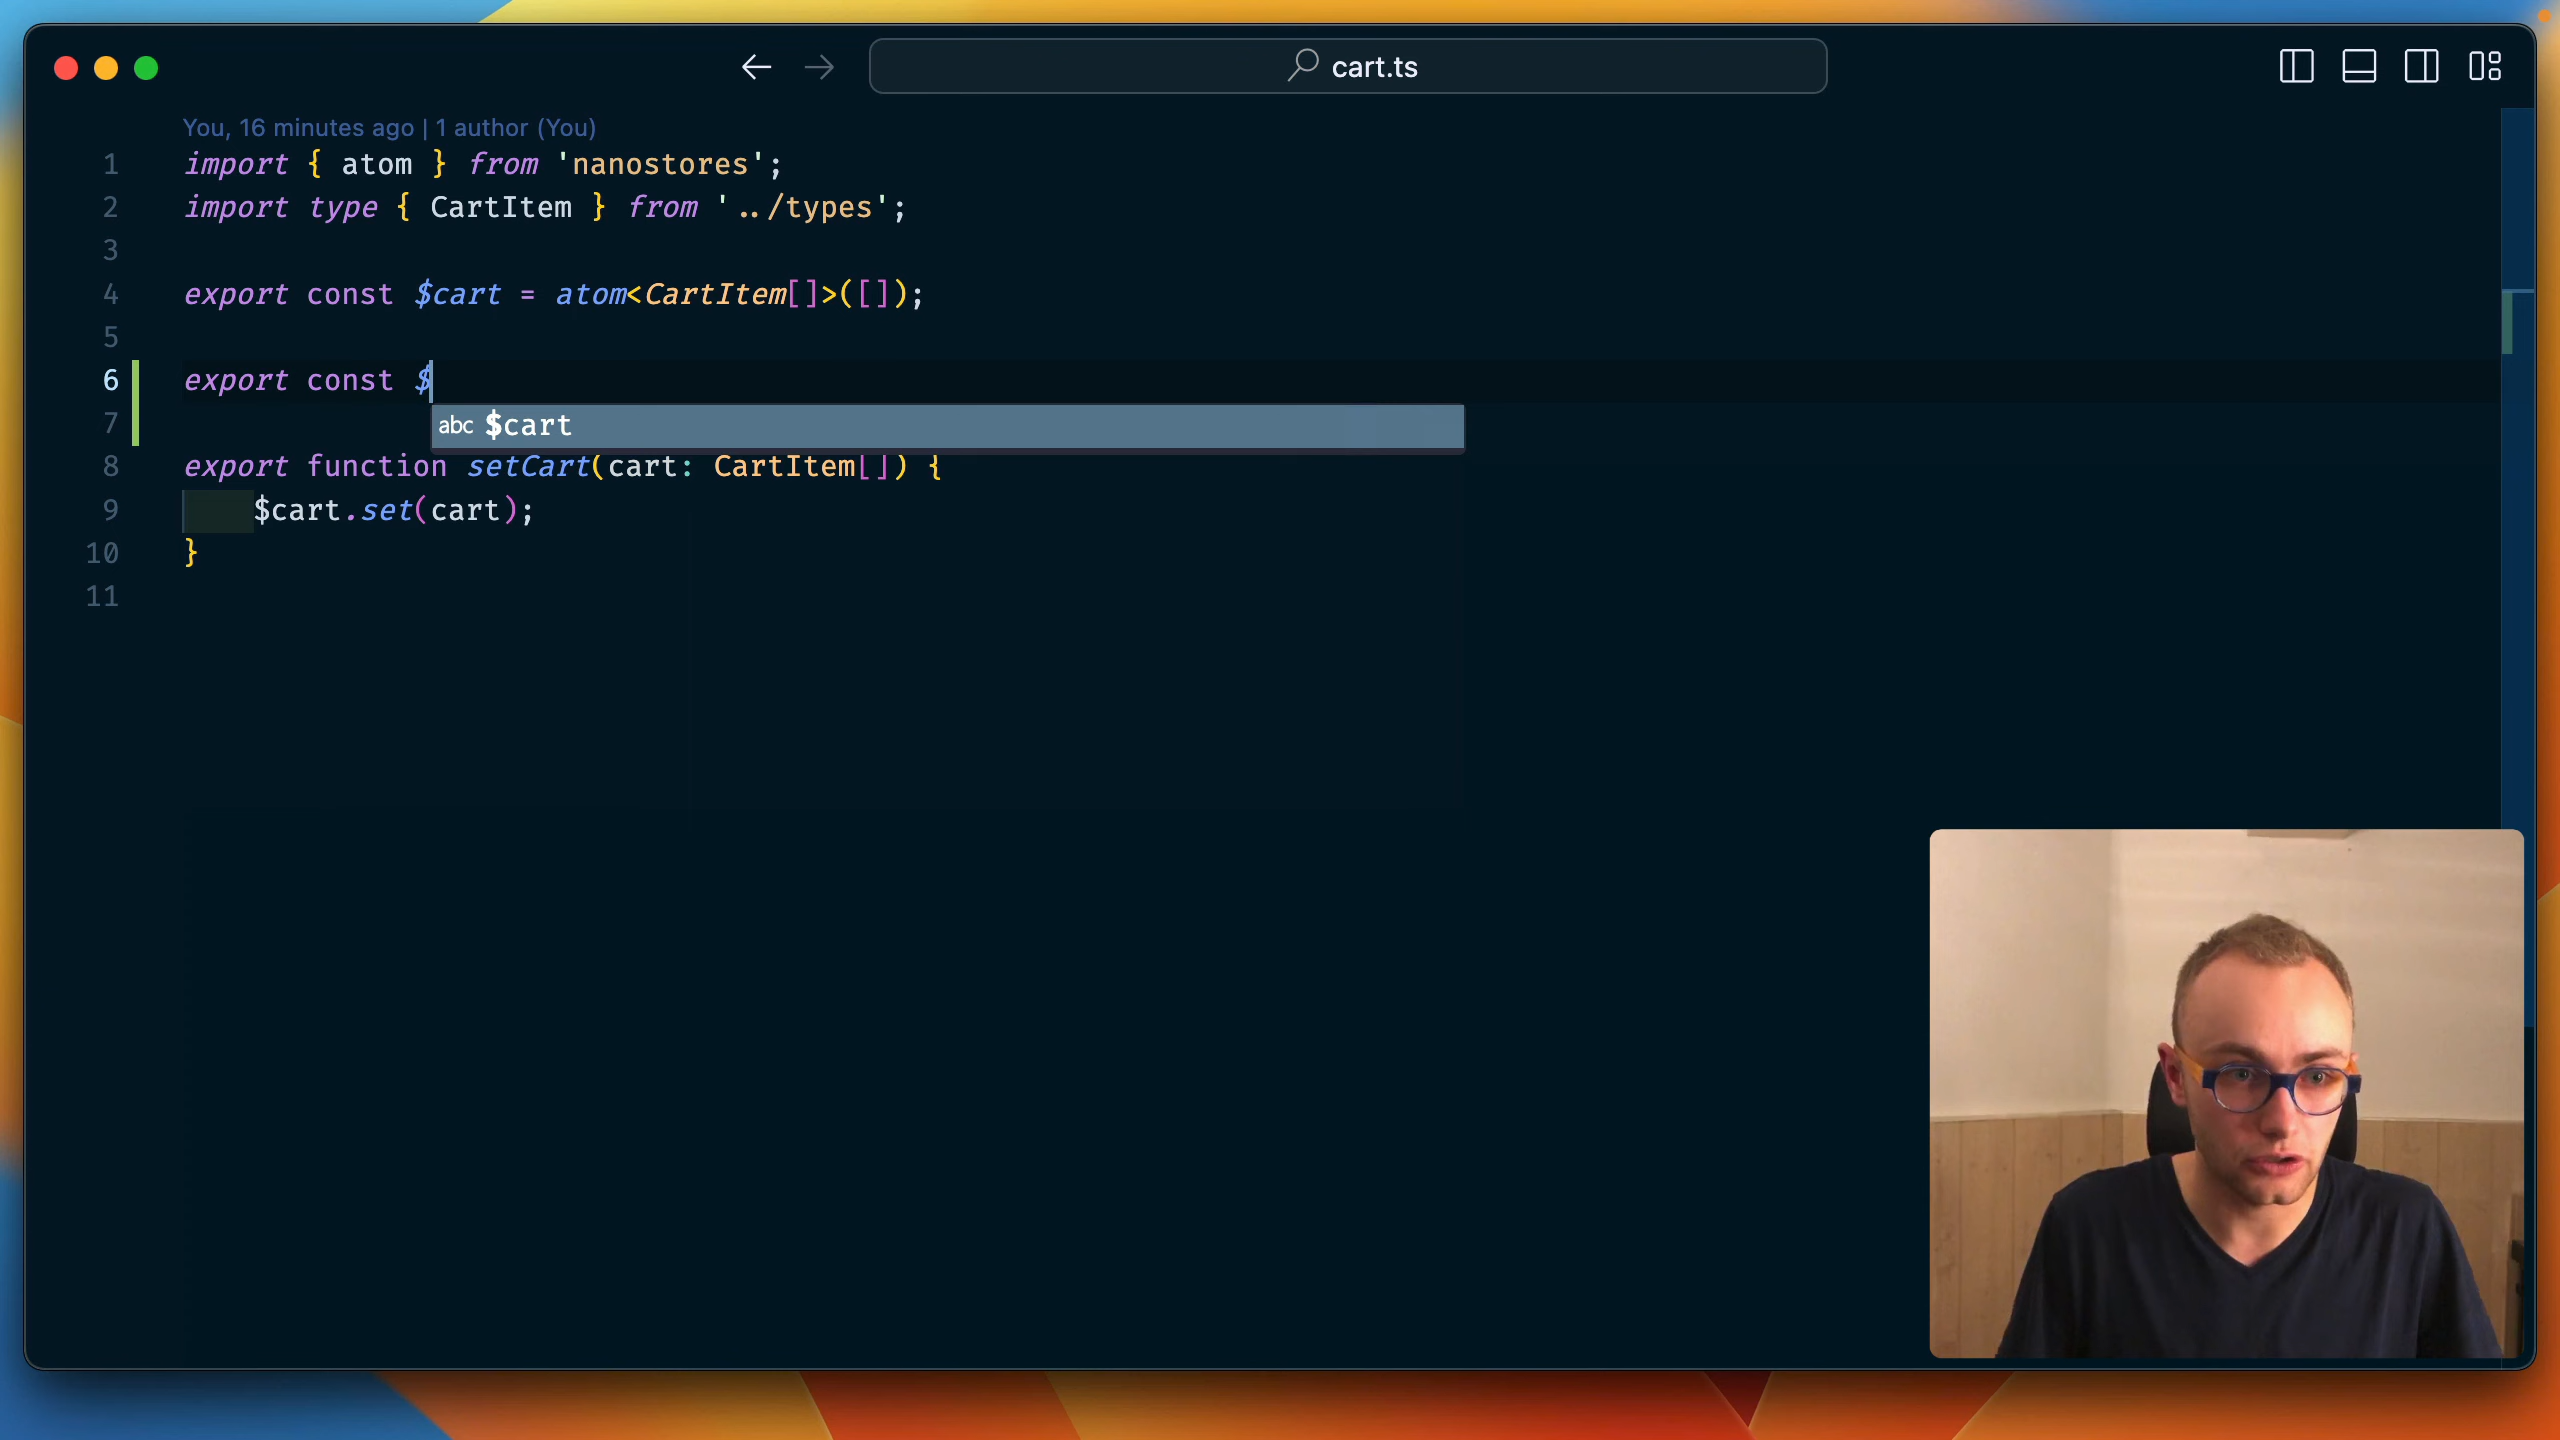 cart.ts
You, 16 minutes ago | 1 author (You)
1 import { atom } from 'nanostores';
2 import type { CartItem } from '../types';
3
4 export const $cart = atom<CartItem[]>([]);
5
6 export const $
7
abc $cart
8 export function setCart(cart: CartItem[]) {
9 $cart.set(cart);
10 }
11